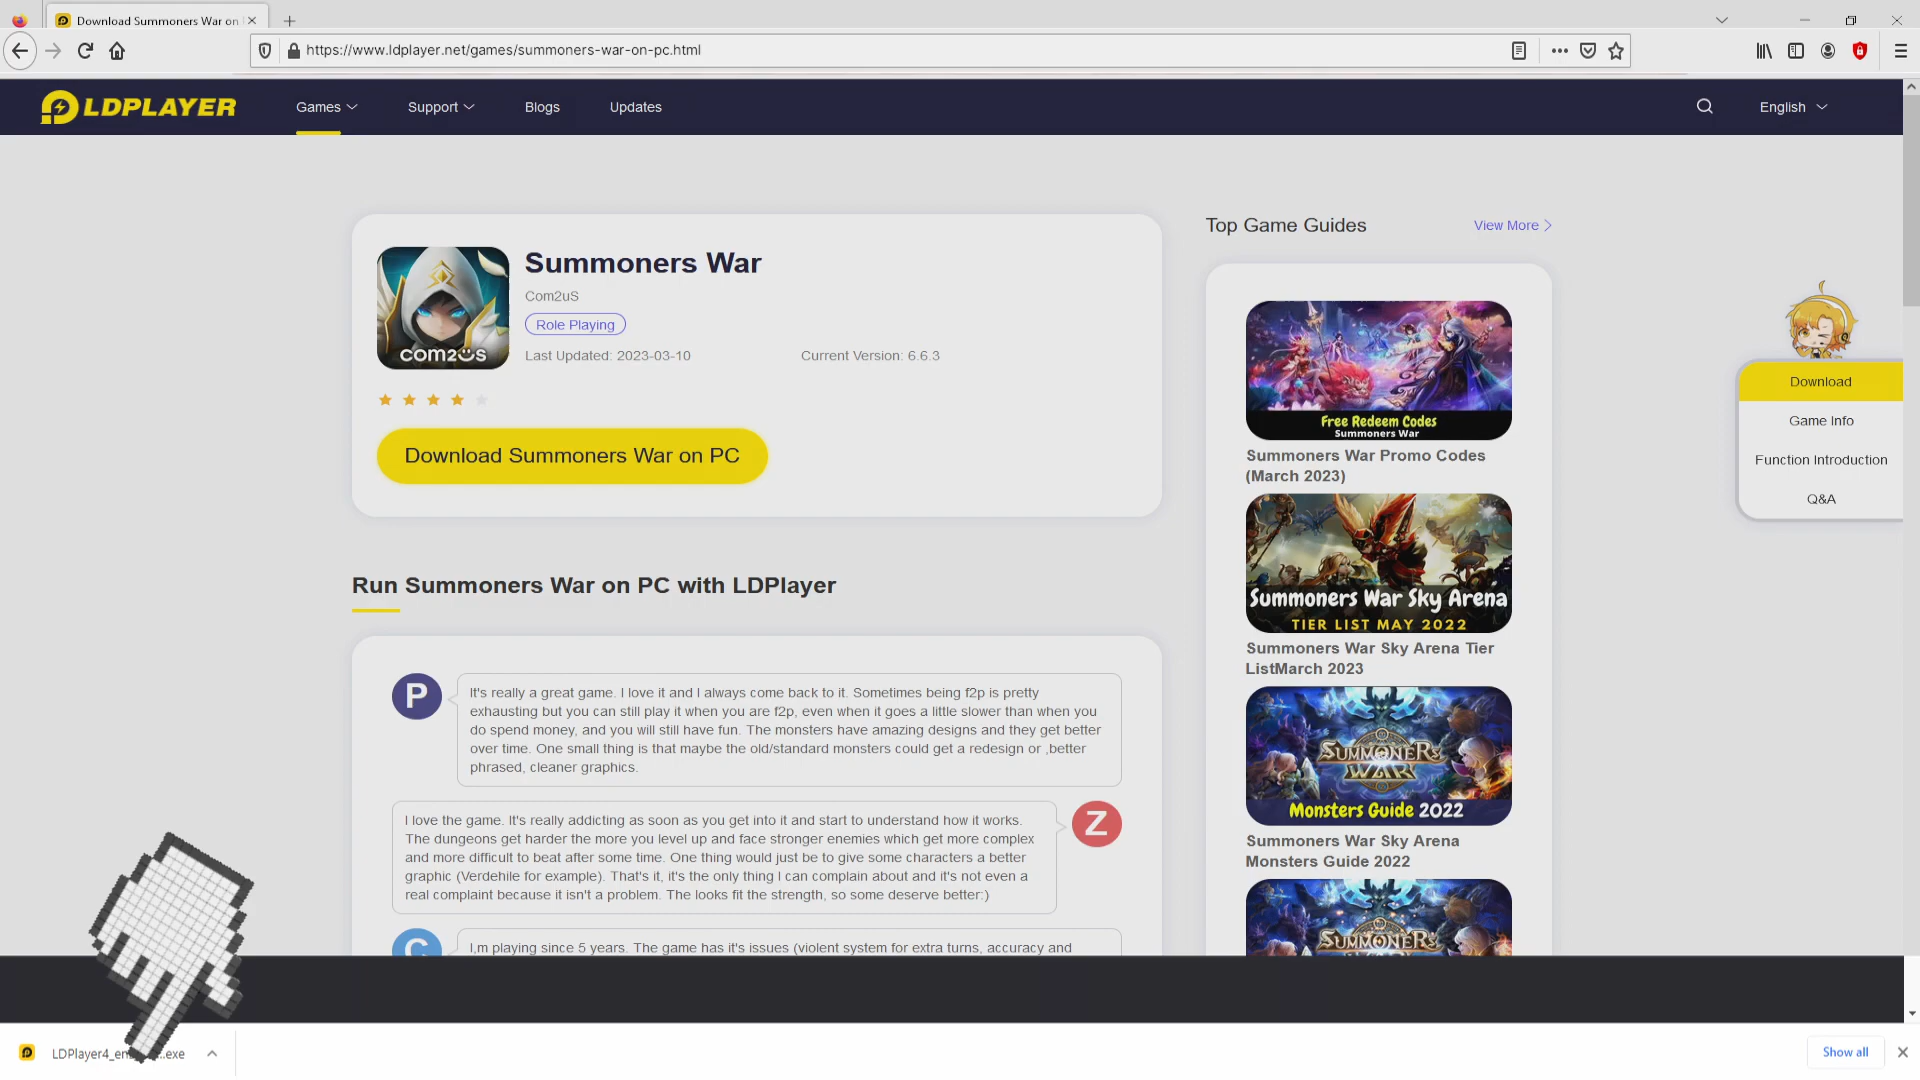 Download Summoners War on
https://www.ldplayer.net/games/summoners-war-on-pc.html
LDPLAYER
Games
Support
Blogs
Updates
English
Summoners War
Com2uS
Role Playing
Last Updated: 2023-03-10
Current Version: 6.6.3
com2us
Download Summoners War on PC
Top Game Guides
View More
Free Redeem Codes
Summoners War
Summoners War Promo Codes
(March 2023)
Summoners War Sky Arena
TIER LIST MAY 2022
Summoners War Sky Arena Tier
ListMarch 2023
SUMMONERS
WAR
Monsters Guide 2022
Summoners War Sky Arena
Monsters Guide 2022
SUMMONERS
Download
Game Info
Function Introduction
Q&A
Run Summoners War on PC with LDPlayer
P
It's really a great game. I love it and I always come back to it. Sometimes being f2p is pretty
exhausting but you can still play it when you are f2p, even when it goes a little slower than when you
do spend money, and you will still have fun. The monsters have amazing designs and they get better
over time. One small thing is that maybe the old/standard monsters could get a redesign or ,better
phrased, cleaner graphics.
I love the game. It's really addicting as soon as you get into it and start to understand how it works.
The dungeons get harder the more you level up and face stronger enemies which get more complex
and more difficult to beat after some time. One thing would just be to give some characters a better
graphic (Verdehile for example). That's it, it's the only thing I can complain about and it's not even a
real complaint because it isn't a problem. The looks fit the strength, so some deserve better:)
Z
C
I,m playing since 5 years. The game has it's issues (violent system for extra turns, accuracy and
.exe
Show all